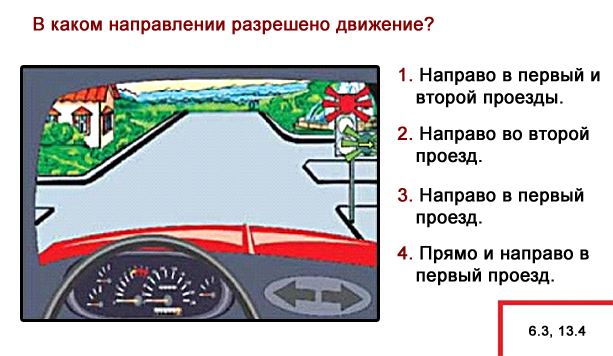 В каком направлении разрешено движение?
1. Направо в первый и
второй проезды.
2. Направо во второй
проезд.
3. Направо в первый
проезд.
4. Прямо и направо в
первый проезд.
6.3, 13.4